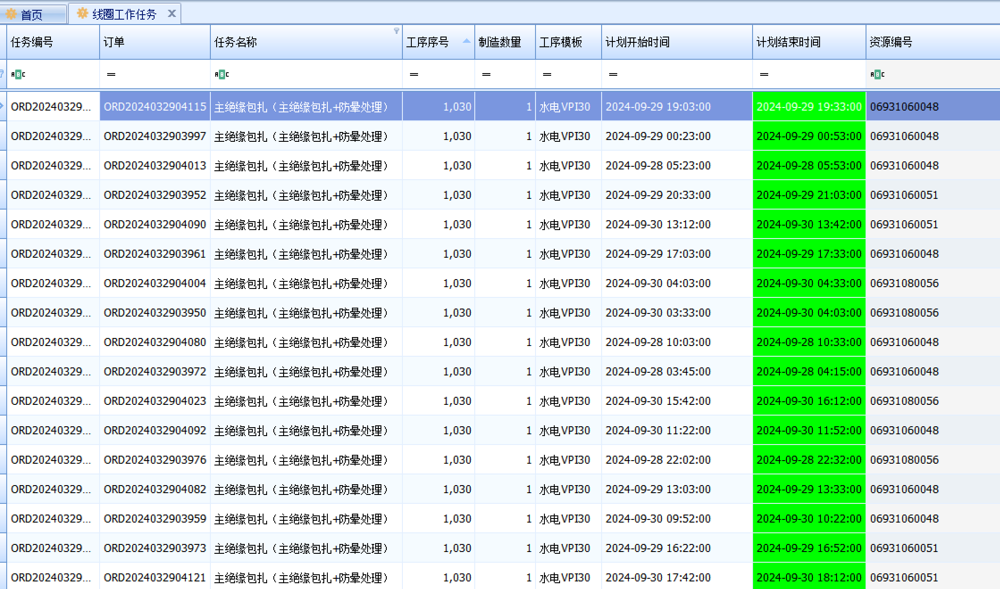 首页 线圈工作任务
任务编号 订单 任务名称 工序序号 制造数量 工序模板 计划开始时间 计划结束时间 资源编号
ABC = ABC = = = = = ABC
ORD20240329... ORD2024032904115 主绝缘包扎（主绝缘包扎+防晕处理） 1,030 1 水电VPI30 2024-09-29 19:03:00 2024-09-29 19:33:00 06931060048
ORD20240329... ORD2024032903997 主绝缘包扎（主绝缘包扎+防晕处理） 1,030 1 水电VPI30 2024-09-29 00:23:00 2024-09-29 00:53:00 06931060048
ORD20240329... ORD2024032904013 主绝缘包扎（主绝缘包扎+防晕处理） 1,030 1 水电VPI30 2024-09-28 05:23:00 2024-09-28 05:53:00 06931060048
ORD20240329... ORD2024032903952 主绝缘包扎（主绝缘包扎+防晕处理） 1,030 1 水电VPI30 2024-09-29 20:33:00 2024-09-29 21:03:00 06931060051
ORD20240329... ORD2024032904090 主绝缘包扎（主绝缘包扎+防晕处理） 1,030 1 水电VPI30 2024-09-30 13:12:00 2024-09-30 13:42:00 06931060051
ORD20240329... ORD2024032903961 主绝缘包扎（主绝缘包扎+防晕处理） 1,030 1 水电VPI30 2024-09-29 17:03:00 2024-09-29 17:33:00 06931060048
ORD20240329... ORD2024032904004 主绝缘包扎（主绝缘包扎+防晕处理） 1,030 1 水电VPI30 2024-09-30 04:03:00 2024-09-30 04:33:00 06931080056
ORD20240329... ORD2024032903950 主绝缘包扎（主绝缘包扎+防晕处理） 1,030 1 水电VPI30 2024-09-30 03:33:00 2024-09-30 04:03:00 06931080056
ORD20240329... ORD2024032904080 主绝缘包扎（主绝缘包扎+防晕处理） 1,030 1 水电VPI30 2024-09-28 10:03:00 2024-09-28 10:33:00 06931060048
ORD20240329... ORD2024032903972 主绝缘包扎（主绝缘包扎+防晕处理） 1,030 1 水电VPI30 2024-09-28 03:45:00 2024-09-28 04:15:00 06931060048
ORD20240329... ORD2024032904023 主绝缘包扎（主绝缘包扎+防晕处理） 1,030 1 水电VPI30 2024-09-30 15:42:00 2024-09-30 16:12:00 06931080056
ORD20240329... ORD2024032904092 主绝缘包扎（主绝缘包扎+防晕处理） 1,030 1 水电VPI30 2024-09-30 11:22:00 2024-09-30 11:52:00 06931060048
ORD20240329... ORD2024032903976 主绝缘包扎（主绝缘包扎+防晕处理） 1,030 1 水电VPI30 2024-09-28 22:02:00 2024-09-28 22:32:00 06931080056
ORD20240329... ORD2024032904082 主绝缘包扎（主绝缘包扎+防晕处理） 1,030 1 水电VPI30 2024-09-29 13:03:00 2024-09-29 13:33:00 06931060048
ORD20240329... ORD2024032903959 主绝缘包扎（主绝缘包扎+防晕处理） 1,030 1 水电VPI30 2024-09-30 09:52:00 2024-09-30 10:22:00 06931060048
ORD20240329... ORD2024032903973 主绝缘包扎（主绝缘包扎+防晕处理） 1,030 1 水电VPI30 2024-09-29 16:22:00 2024-09-29 16:52:00 06931060051
ORD20240329... ORD2024032904121 主绝缘包扎（主绝缘包扎+防晕处理） 1,030 1 水电VPI30 2024-09-30 17:42:00 2024-09-30 18:12:00 06931060051